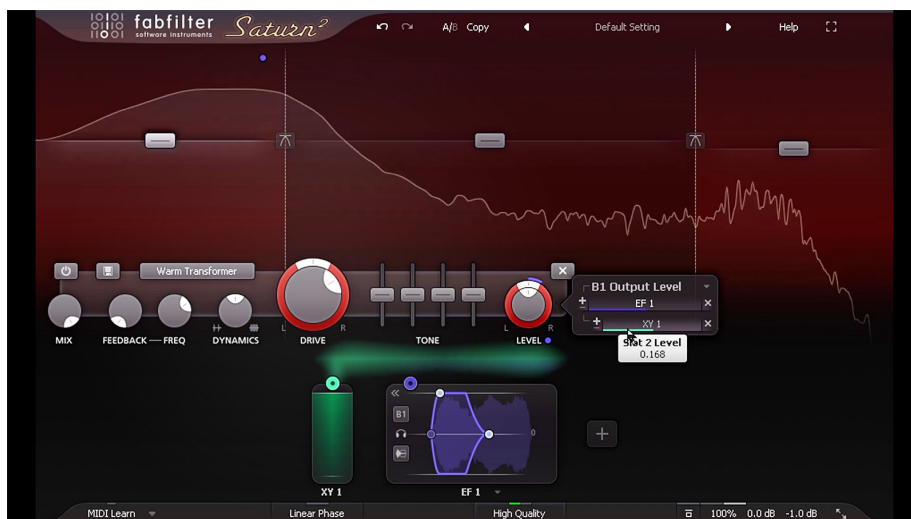 fabfilter
software instruments
Saturn²
A/B Copy
Default Setting
Help
Warm Transformer
B1 Output Level
EF 1
XY 1
Slot 2 Level
0.168
L R
L R
MIX FEEDBACK FREQ DYNAMICS DRIVE TONE LEVEL
B1
0
XY 1
EF 1
MIDI Learn
Linear Phase
High Quality
100% 0.0 dB -1.0 dB